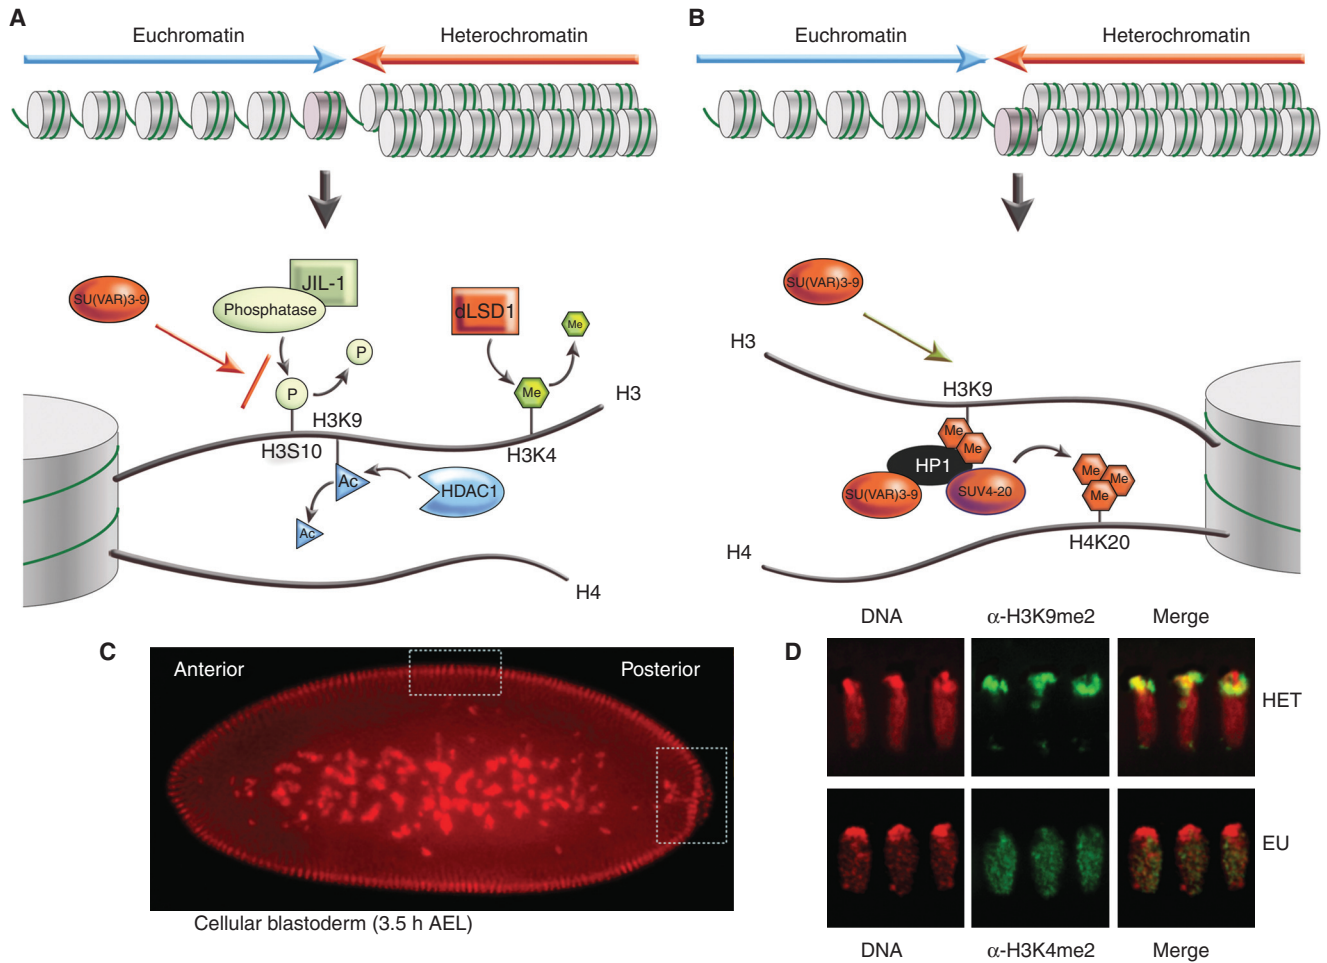 A
Euchromatin
Heterochromatin
SU(VAR)3-9
JIL-1
Phosphatase
P
P
dLSD1
Me
Me
H3
H3K9
H3S10
H3K4
Ac
HDAC1
Ac
H4
B
Euchromatin
Heterochromatin
SU(VAR)3-9
H3
H3K9
Me
Me
HP1
SU(VAR)3-9
SUV4-20
Me
Me
Me
H4K20
H4
C
Anterior
Posterior
Cellular blastoderm (3.5 h AEL)
D
DNA
α-H3K9me2
Merge
HET
EU
DNA
α-H3K4me2
Merge